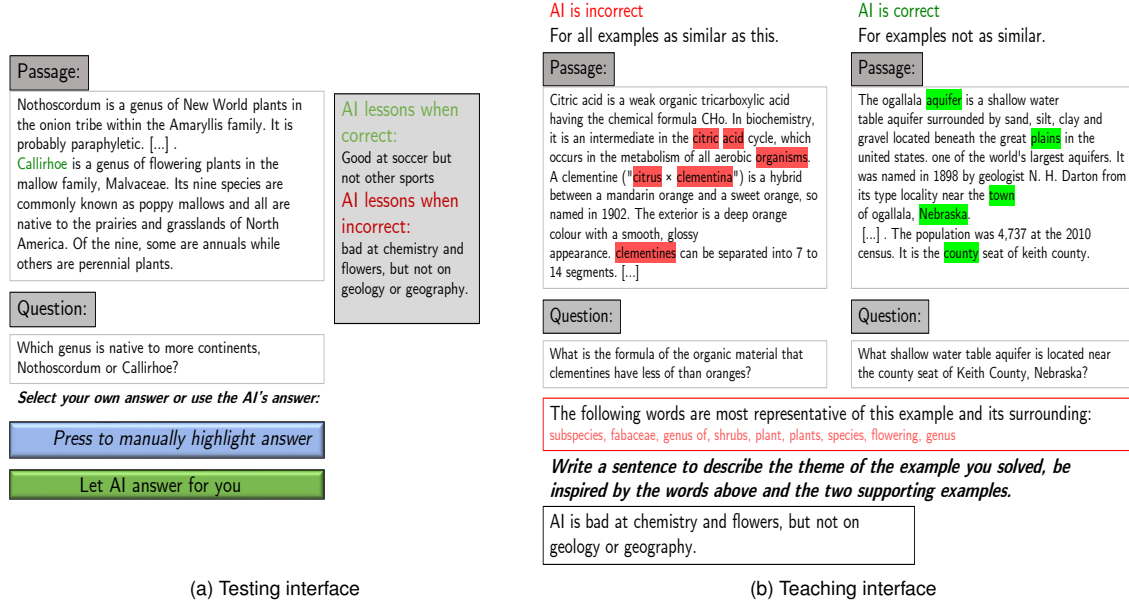 Passage:
Nothoscordum is a genus of New World plants in
the onion tribe within the Amaryllis family. It is
probably paraphyletic. [...] .
Callirhoe is a genus of flowering plants in the
mallow family, Malvaceae. Its nine species are
commonly known as poppy mallows and all are
native to the prairies and grasslands of North
America. Of the nine, some are annuals while
others are perennial plants.
Question:
Which genus is native to more continents,
Nothoscordum or Callirhoe?
Select your own answer or use the AI's answer:
Press to manually highlight answer
Let AI answer for you
AI lessons when
correct:
Good at soccer but
not other sports
AI lessons when
incorrect:
bad at chemistry and
flowers, but not on
geology or geography.
(a) Testing interface
AI is incorrect
For all examples as similar as this.
Passage:
Citric acid is a weak organic tricarboxylic acid
having the chemical formula CHo. In biochemistry,
it is an intermediate in the citric acid cycle, which
occurs in the metabolism of all aerobic organisms.
A clementine ("citrus × clementina") is a hybrid
between a mandarin orange and a sweet orange, so
named in 1902. The exterior is a deep orange
colour with a smooth, glossy
appearance. clementines can be separated into 7 to
14 segments. [...]
Question:
What is the formula of the organic material that
clementines have less of than oranges?
AI is correct
For examples not as similar.
Passage:
The ogallala aquifer is a shallow water
table aquifer surrounded by sand, silt, clay and
gravel located beneath the great plains in the
united states. one of the world's largest aquifers. It
was named in 1898 by geologist N. H. Darton from
its type locality near the town
of ogallala, Nebraska.
[...] . The population was 4,737 at the 2010
census. It is the county seat of keith county.
Question:
What shallow water table aquifer is located near
the county seat of Keith County, Nebraska?
The following words are most representative of this example and its surrounding:
subspecies, fabaceae, genus of, shrubs, plant, plants, species, flowering, genus
Write a sentence to describe the theme of the example you solved, be
inspired by the words above and the two supporting examples.
AI is bad at chemistry and flowers, but not on
geology or geography.
(b) Teaching interface